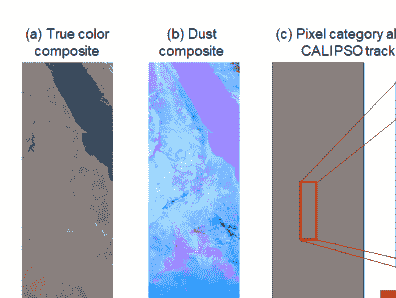 (a) True color
composite
(b) Dust
composite
(c) Pixel category al
CALIPSO track